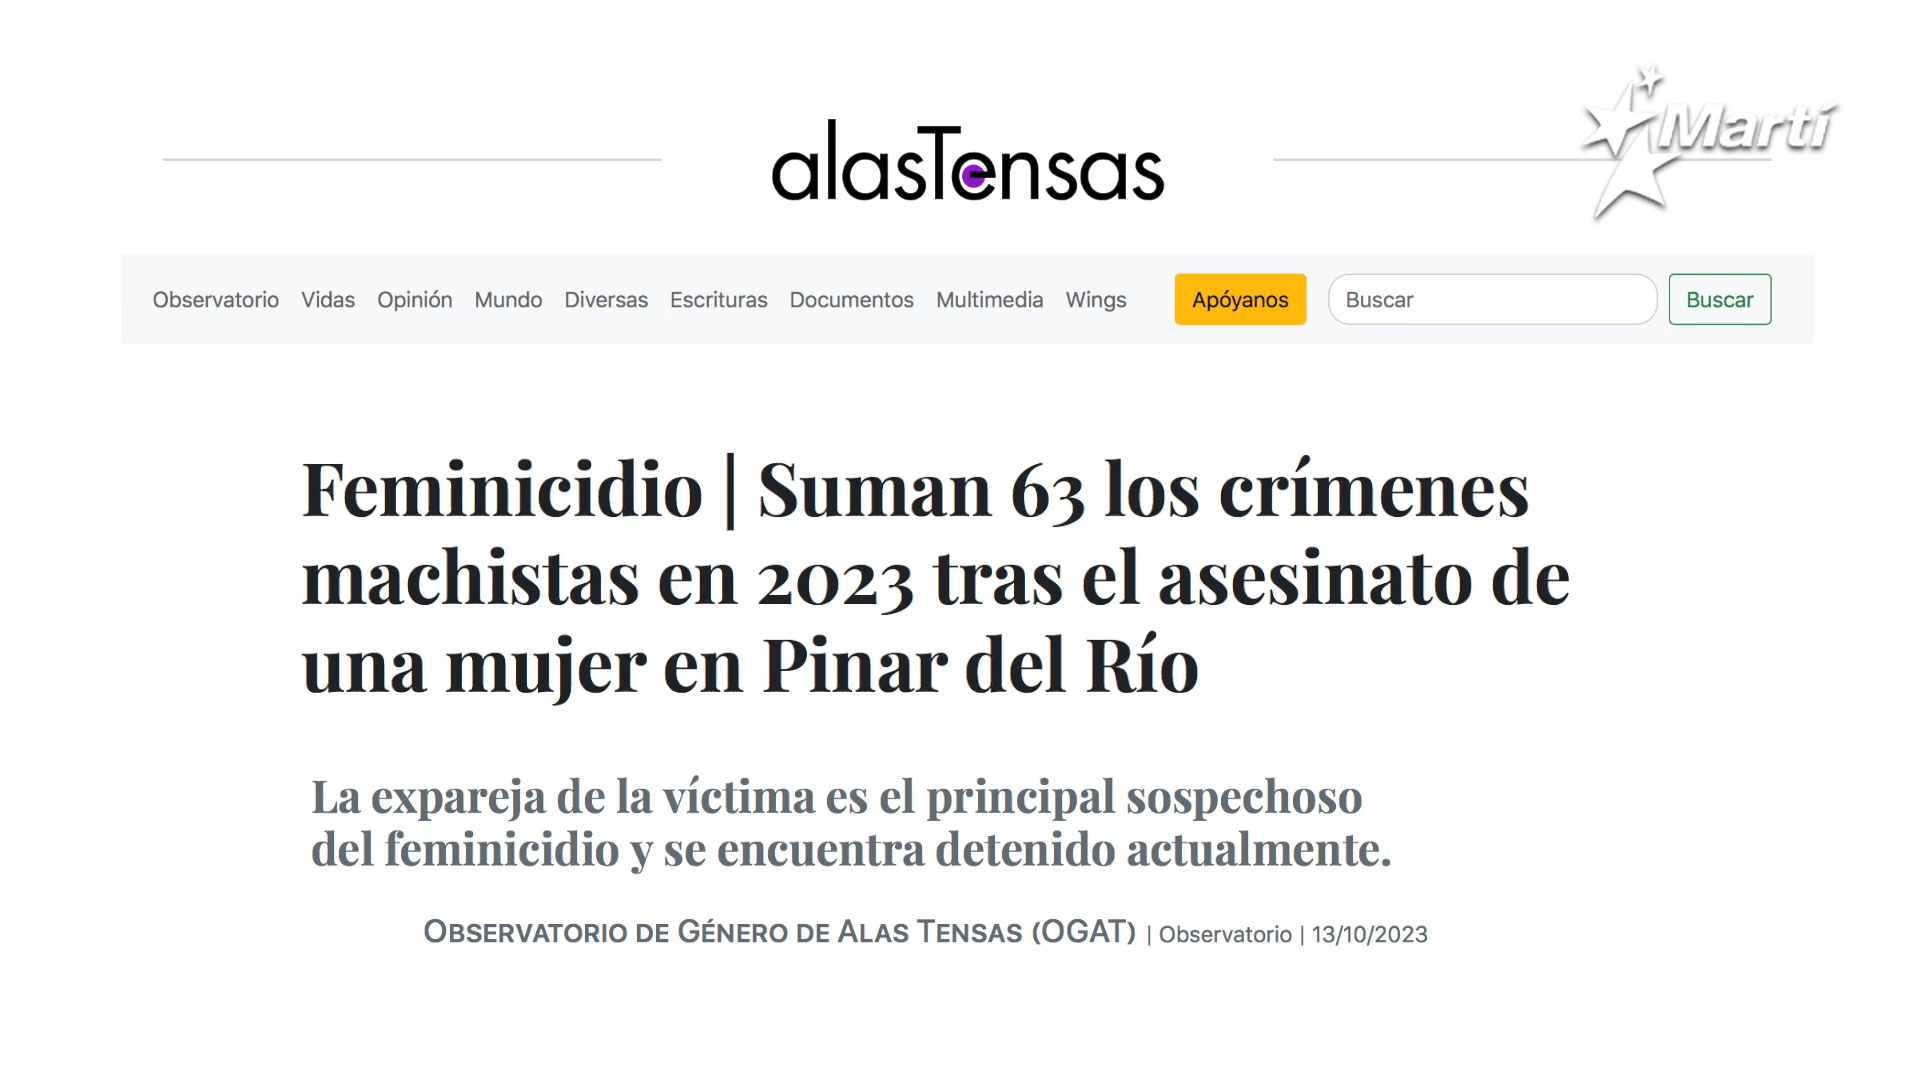 alasTensas
Martí
Observatorio Vidas Opinión Mundo Diversas Escrituras Documentos Multimedia Wings Apóyanos Buscar Buscar
Feminicidio | Suman 63 los crímenes
machistas en 2023 tras el asesinato de
una mujer en Pinar del Río
La expareja de la víctima es el principal sospechoso
del feminicidio y se encuentra detenido actualmente.
OBSERVATORIO DE GÉNERO DE ALAS TENSAS (OGAT) | Observatorio | 13/10/2023